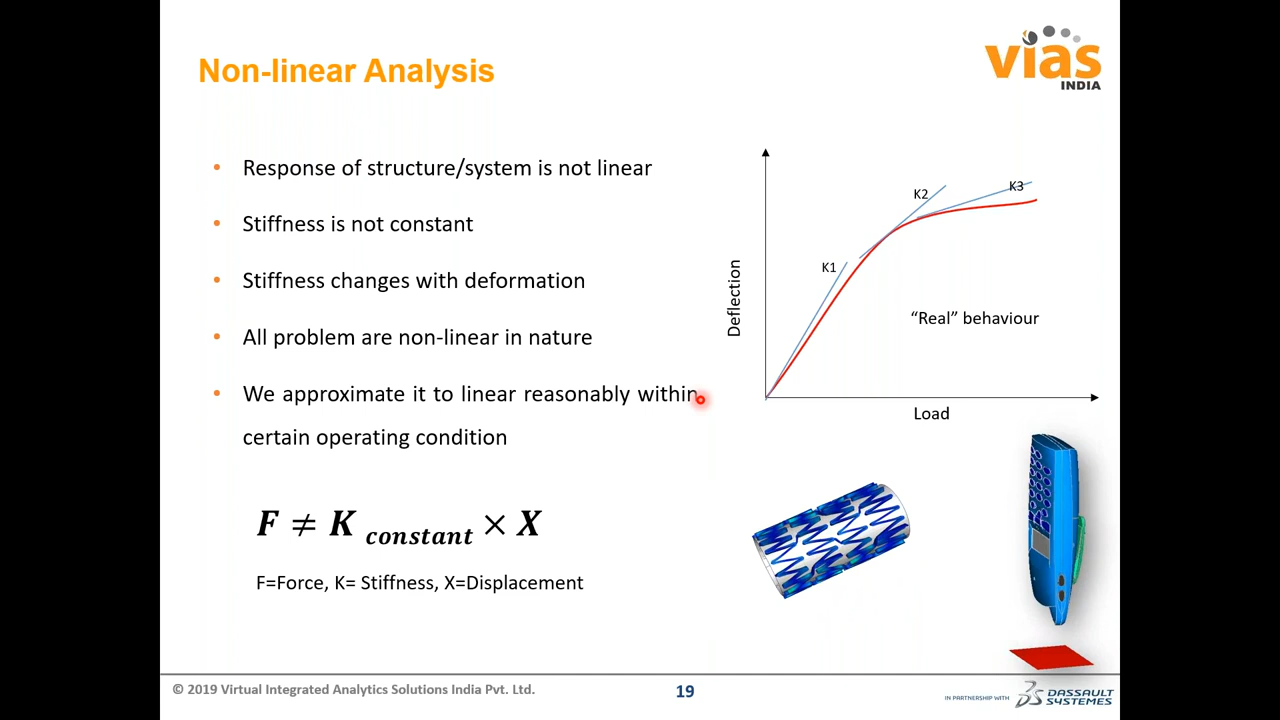 Non-linear Analysis
vias
INDIA
• Response of structure/system is not linear
• Stiffness is not constant
• Stiffness changes with deformation
• All problem are non-linear in nature
• We approximate it to linear reasonably within
certain operating condition
F ≠ K constant × X
F=Force, K= Stiffness, X=Displacement
K1
K2
K3
Deflection
"Real" behaviour
Load
© 2019 Virtual Integrated Analytics Solutions India Pvt. Ltd.
19
IN PARTNERSHIP WITH
DASSAULT
SYSTEMES